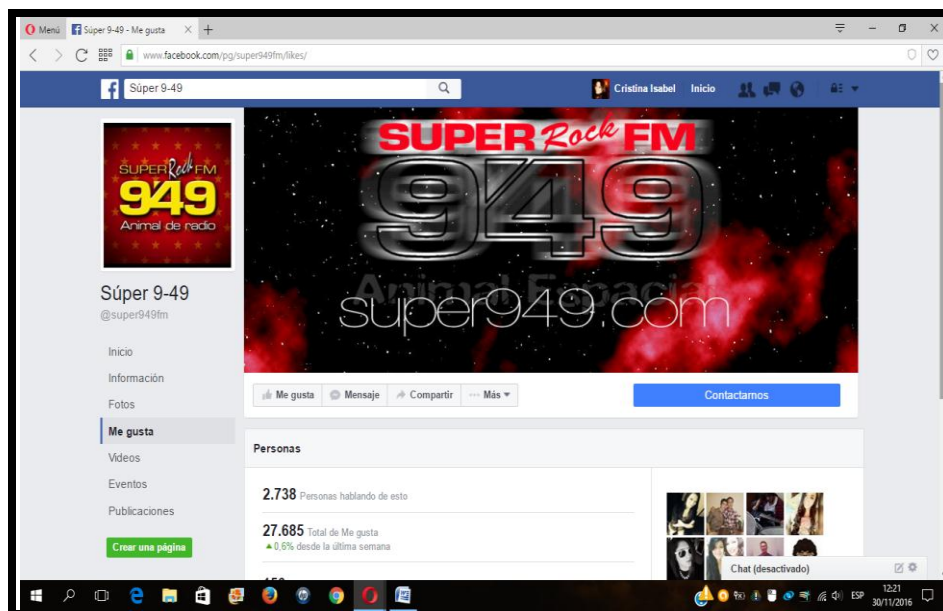 Menú
Súper 9-49 - Me gusta
www.facebook.com/pg/super949fm/likes/
Súper 9-49
Cristina Isabel Inicio
SUPER Rock FM
949
Animal de radio
SUPER Rock FM
949
Animal Espacial
super949.com
Súper 9-49
@super949fm
Inicio
Información
Fotos
Me gusta
Videos
Eventos
Publicaciones
Crear una página
Me gusta Mensaje Compartir Más
Contactarnos
Personas
2.738 Personas hablando de esto
27.685 Total de Me gusta
0,6% desde la última semana
Chat (desactivado)
ESP
12:21
30/11/2016